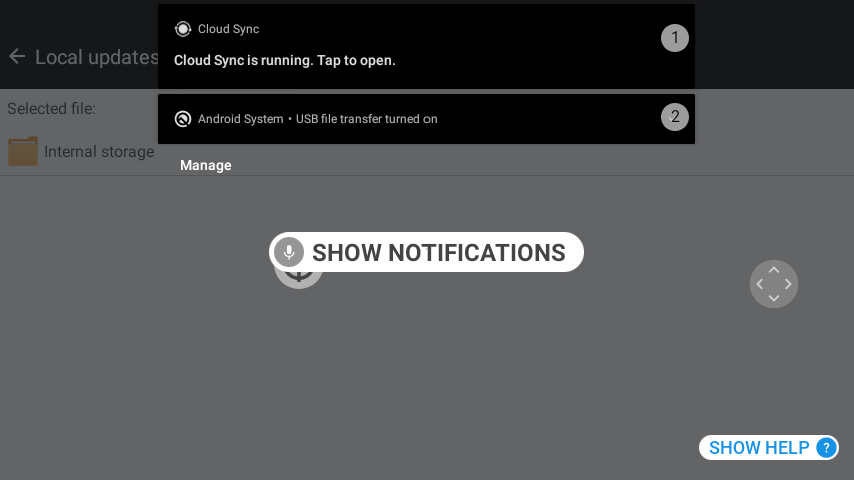 Cloud Sync
1
Local updates
Cloud Sync is running. Tap to open.
Selected file:
Android System • USB file transfer turned on
2
Internal storage
Manage
SHOW NOTIFICATIONS
SHOW HELP ?